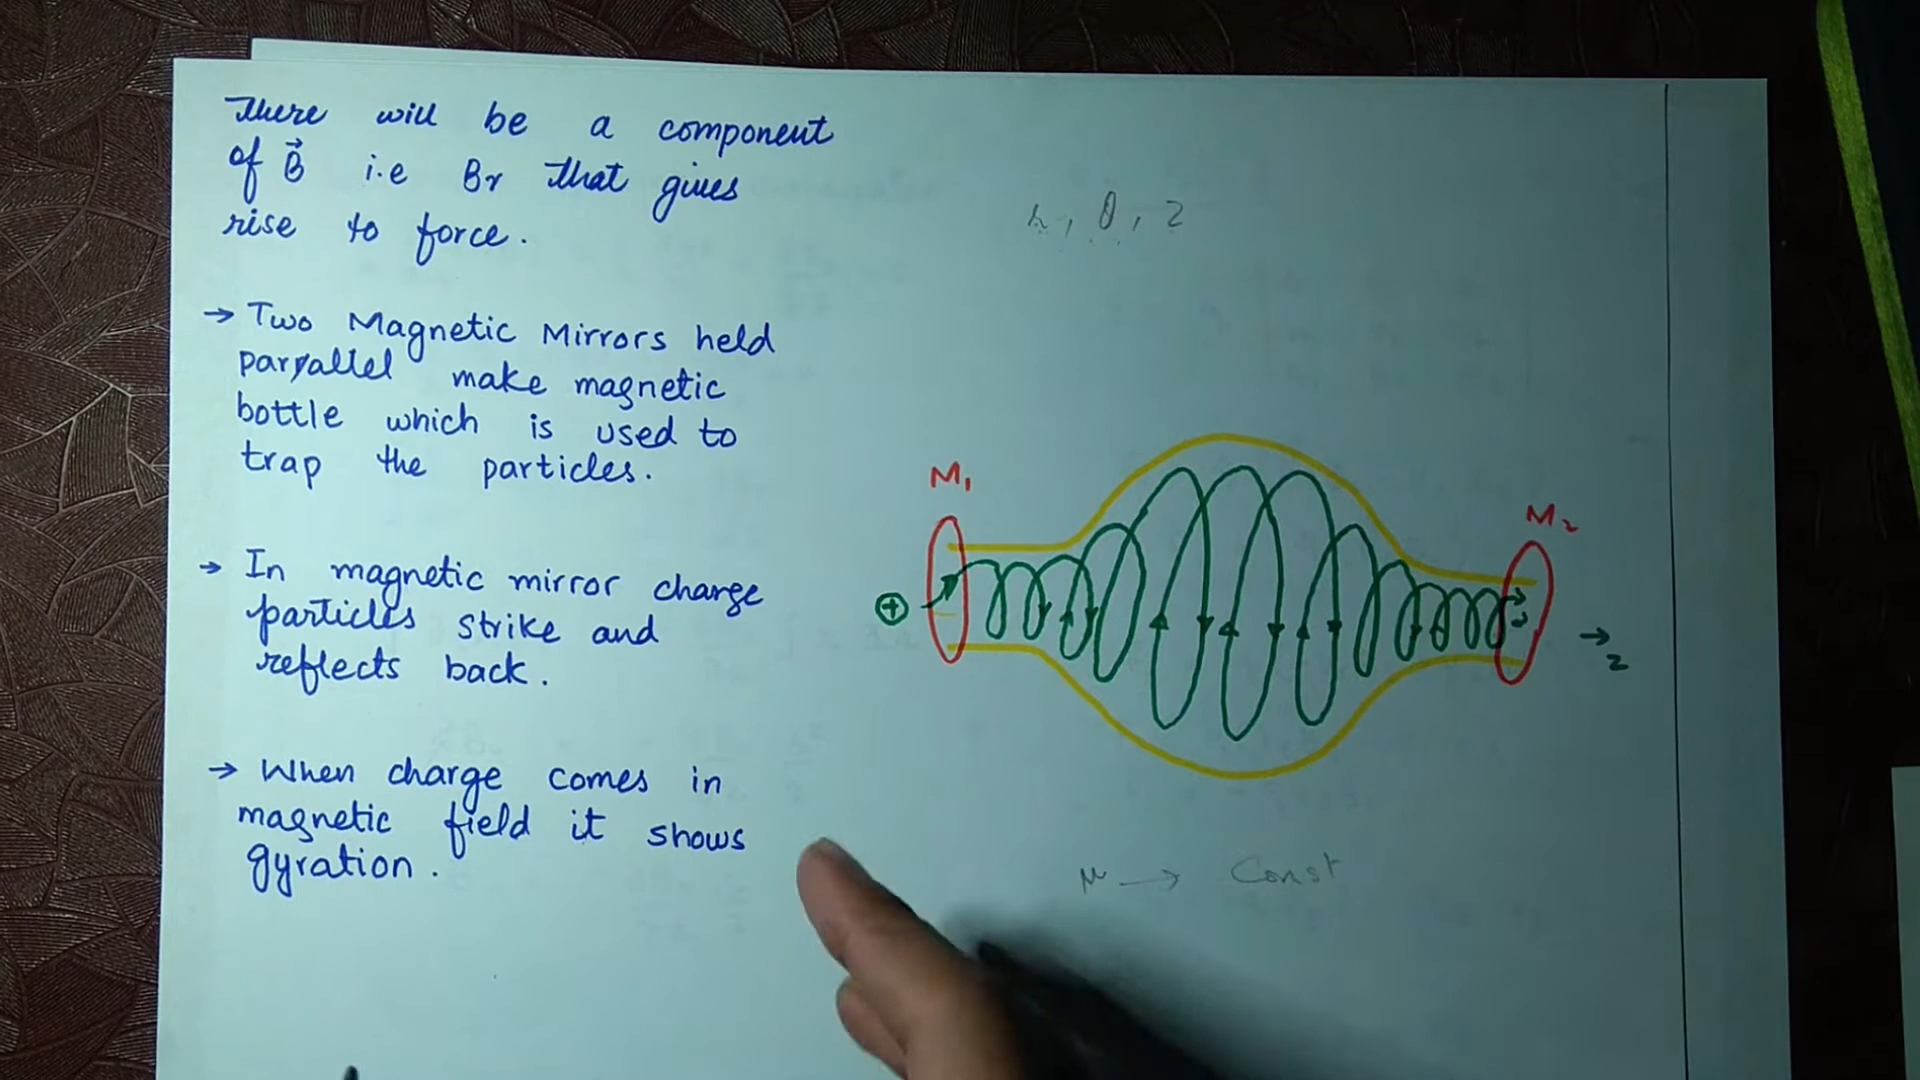 There will be a component
of B⃗ i.e Br that gives
rise to force.
→ Two Magnetic Mirrors held
parallel make magnetic
bottle which is used to
trap the particles.
→ In magnetic mirror charge
particles strike and
reflects back.
→ When charge comes in
magnetic field it shows
gyration.
r, θ, z
M₁
M₂
+
→ z
μ → Const